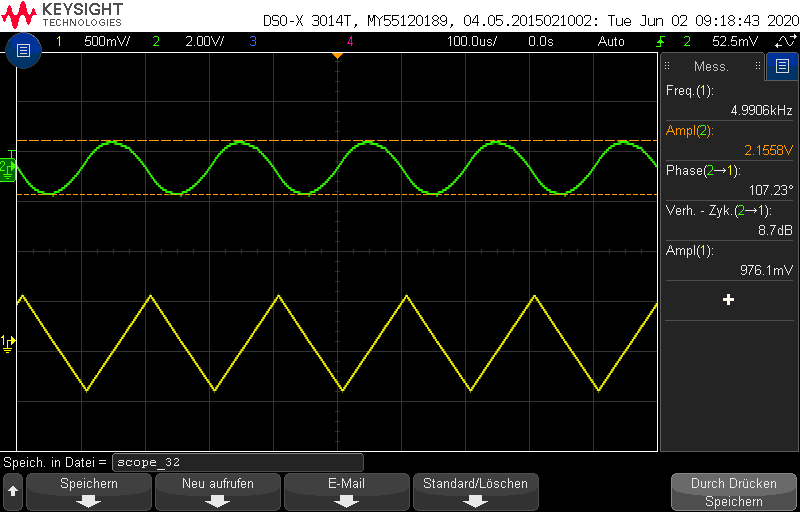 KEYSIGHT
TECHNOLOGIES
DSO-X 3014T, MY55120189, 04.05.2015021002: Tue Jun 02 09:18:43 2020
1 500mV/ 2 2.00V/ 3 4 100.0us/ 0.0s Auto 2 52.5mV
Mess.
Freq.(1):
4.9906kHz
Ampl(2):
2.1558V
Phase(2→1):
107.23°
Verh. - Zyk.(2→1):
8.7dB
Ampl(1):
976.1mV
2
1
Speich. in Datei = scope_32
Speichern
Neu aufrufen
E-Mail
Standard/Löschen
Durch Drücken
Speichern